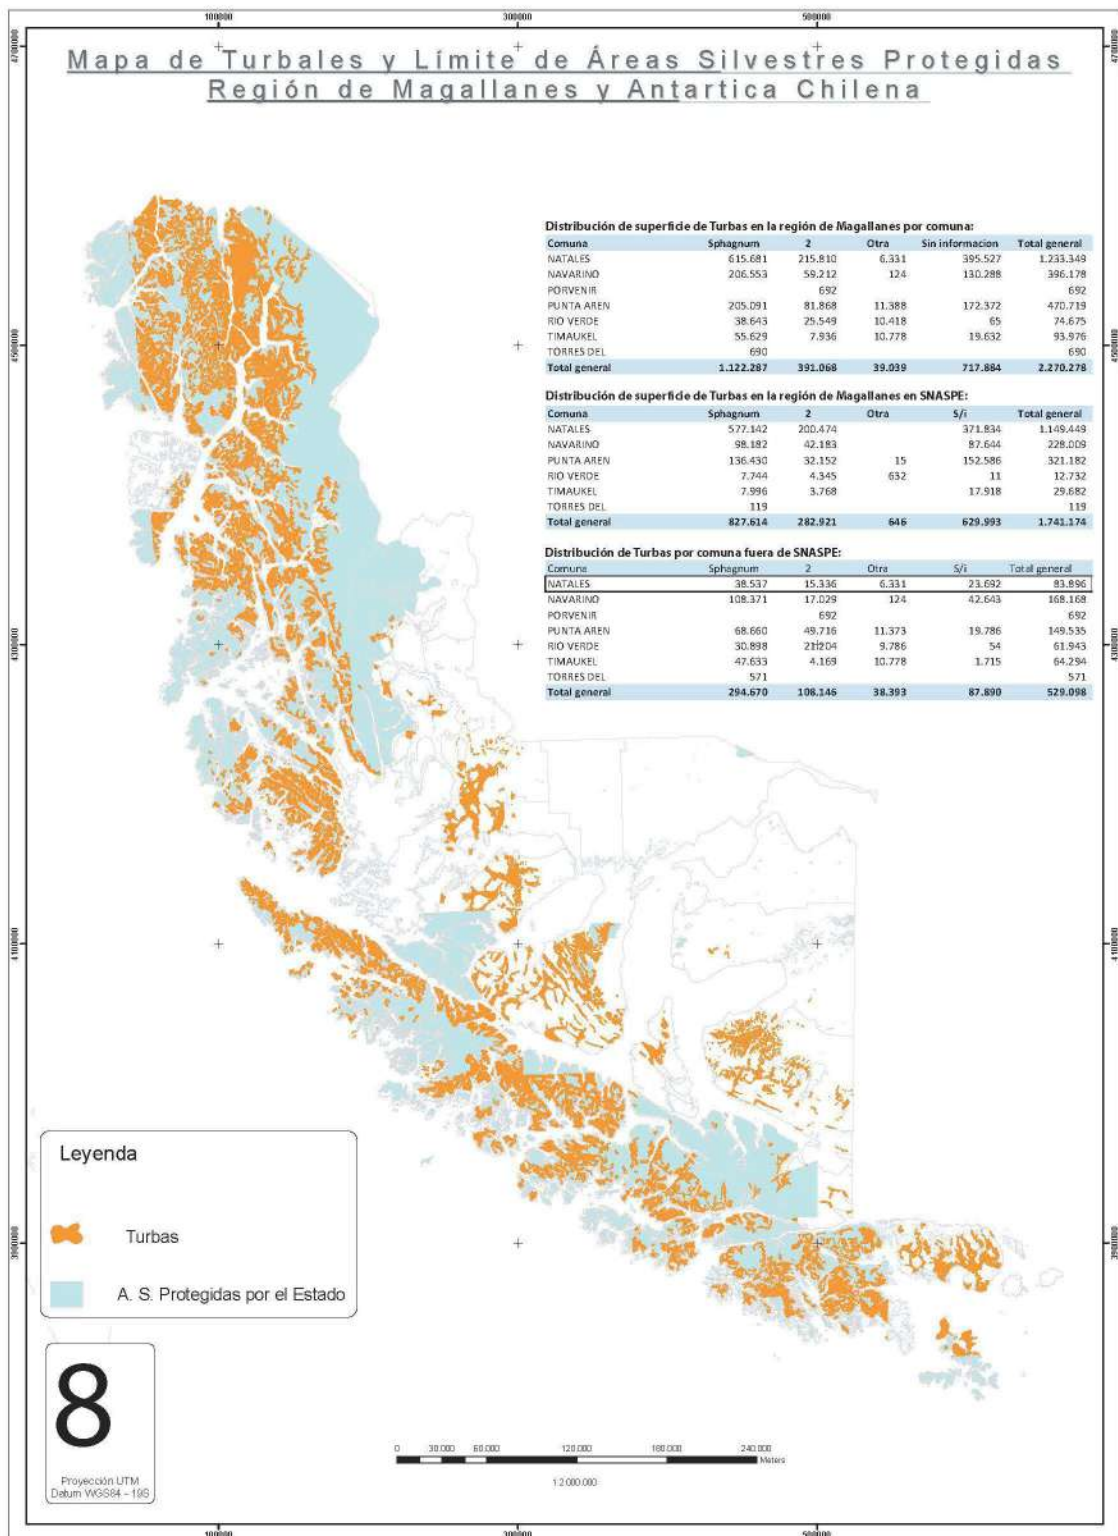 100000 300000 500000
4700000 4700000
Mapa de Turbales y Límite de Áreas Silvestres Protegidas
Región de Magallanes y Antartica Chilena
Distribución de superficie de Turbas en la región de Magallanes por comuna:
Comuna Sphagnum 2 Otra Sin informacion Total general
NATALES 615.681 215.810 6.331 395.527 1.233.349
NAVARINO 206.553 59.212 124 130.288 396.178
PORVENIR 692 692
PUNTA AREN 205.091 81.868 11.388 172.372 470.719
RIO VERDE 38.643 25.549 10.418 65 74.675
TIMAUKEL 55.629 7.936 10.778 19.632 93.976
TORRES DEL 690 690
Total general 1.122.287 391.068 39.039 717.884 2.270.278
4500000 4500000
Distribución de superficie de Turbas en la región de Magallanes en SNASPE:
Comuna Sphagnum 2 Otra S/i Total general
NATALES 577.142 200.474 371.834 1.149.449
NAVARINO 98.182 42.183 87.644 228.009
PUNTA AREN 136.430 32.152 15 152.586 321.182
RIO VERDE 7.744 4.345 632 11 12.732
TIMAUKEL 7.996 3.768 17.918 29.682
TORRES DEL 119 119
Total general 827.614 282.921 646 629.993 1.741.174
Distribución de Turbas por comuna fuera de SNASPE:
Comuna Sphagnum 2 Otra S/i Total general
NATALES 38.537 15.336 6.331 23.692 83.896
NAVARINO 108.371 17.029 124 42.643 168.168
PORVENIR 692 692
PUNTA AREN 68.660 49.716 11.373 19.786 149.535
RIO VERDE 30.898 21.204 9.786 54 61.943
TIMAUKEL 47.633 4.169 10.778 1.715 64.294
TORRES DEL 571 571
Total general 294.670 108.146 38.393 87.890 529.098
4300000 4300000
4100000 4100000
Leyenda
Turbas
A. S. Protegidas por el Estado
3900000 3900000
8
Proyección UTM
Datum WGS84 - 19S
0 30.000 60.000 120.000 180.000 240.000
Meters
1:2.000.000
100000 300000 500000